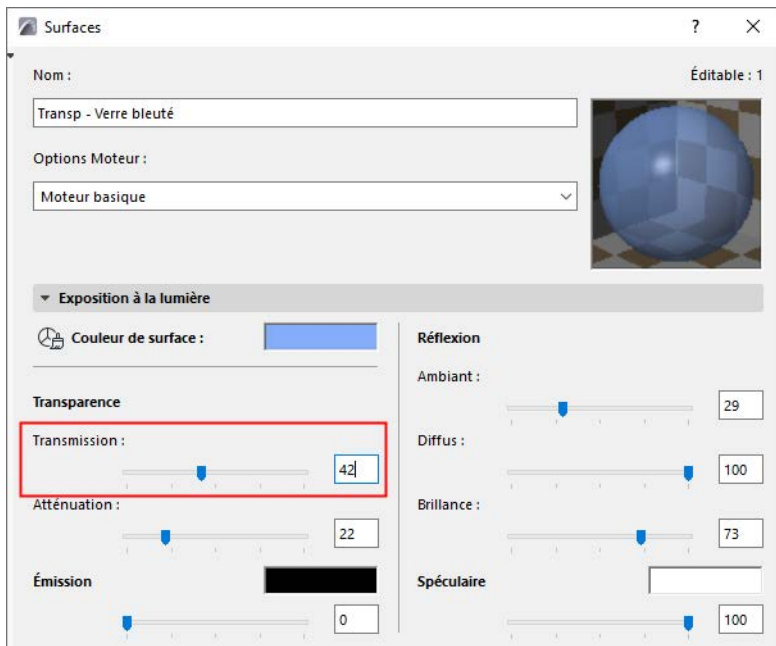 Surfaces
Nom :
Éditable : 1
Transp - Verre bleuté
Options Moteur :
Moteur basique
Exposition à la lumière
Couleur de surface :
Transparence
Transmission :
42
Atténuation :
22
Émission
0
Réflexion
Ambiant :
29
Diffus :
100
Brillance :
73
Spéculaire
100